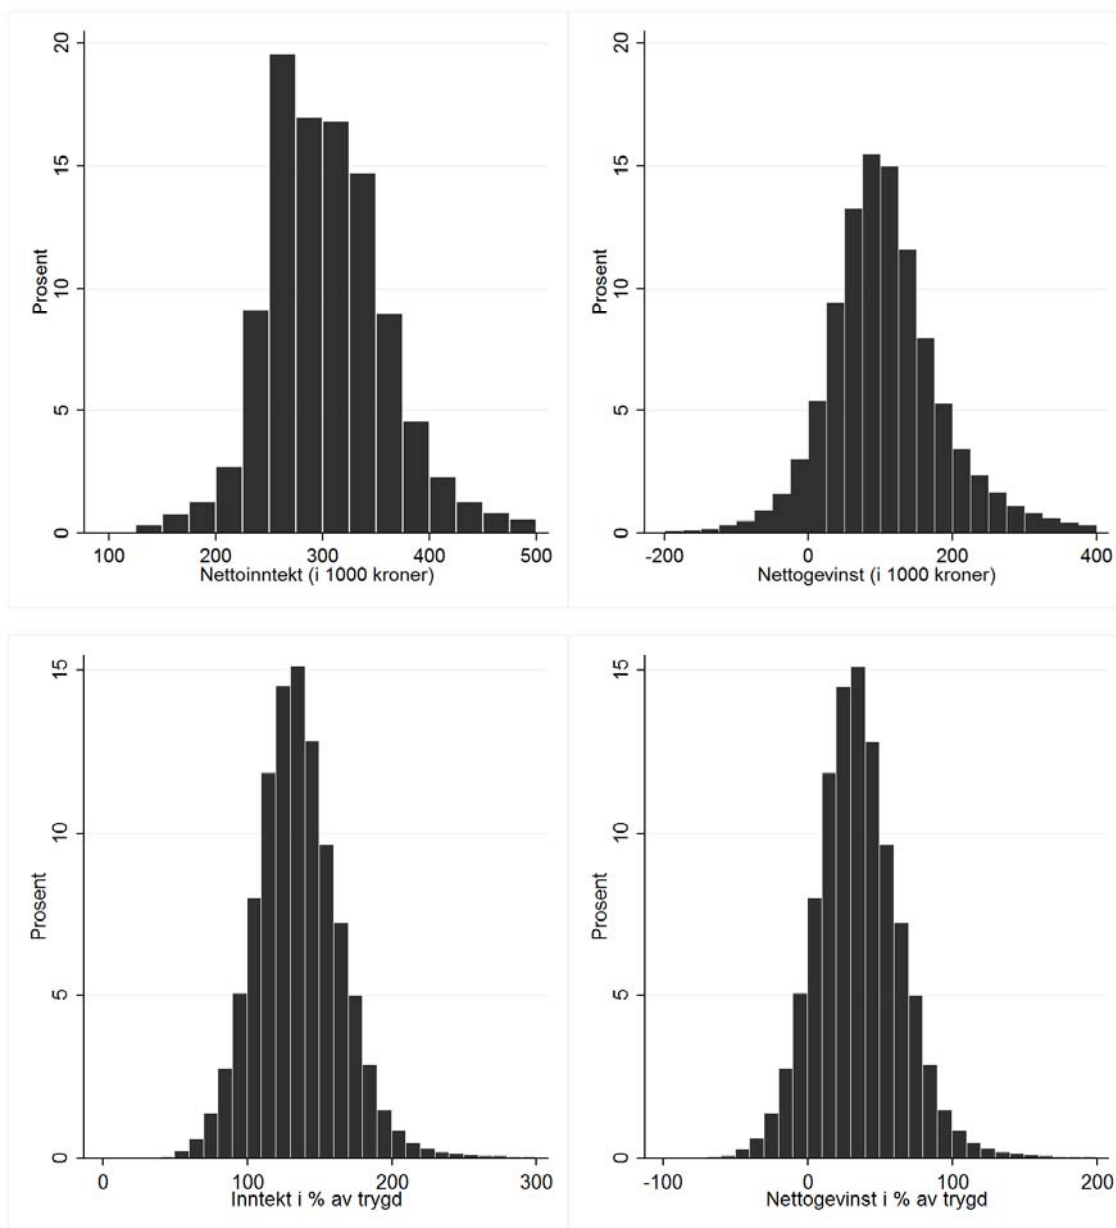 20
15
10
5
0
Prosent
100 200 300 400 500
Nettoinntekt (i 1000 kroner)
20
15
10
5
0
Prosent
-200 0 200 400
Nettogevinst (i 1000 kroner)
15
10
5
0
Prosent
0 100 200 300
Inntekt i % av trygd
15
10
5
0
Prosent
-100 0 100 200
Nettogevinst i % av trygd